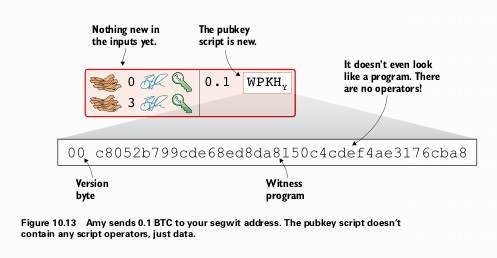 Nothing new in
the inputs yet.
The pubkey
script is new.
It doesn't even look
like a program. There
are no operators!
0 0.1 WPKHY
3
00 c8052b799cde68ed8da8150c4cdef4ae3176cba8
Version
byte
Witness
program
Figure 10.13 Amy sends 0.1 BTC to your segwit address. The pubkey script doesn't
contain any script operators, just data.